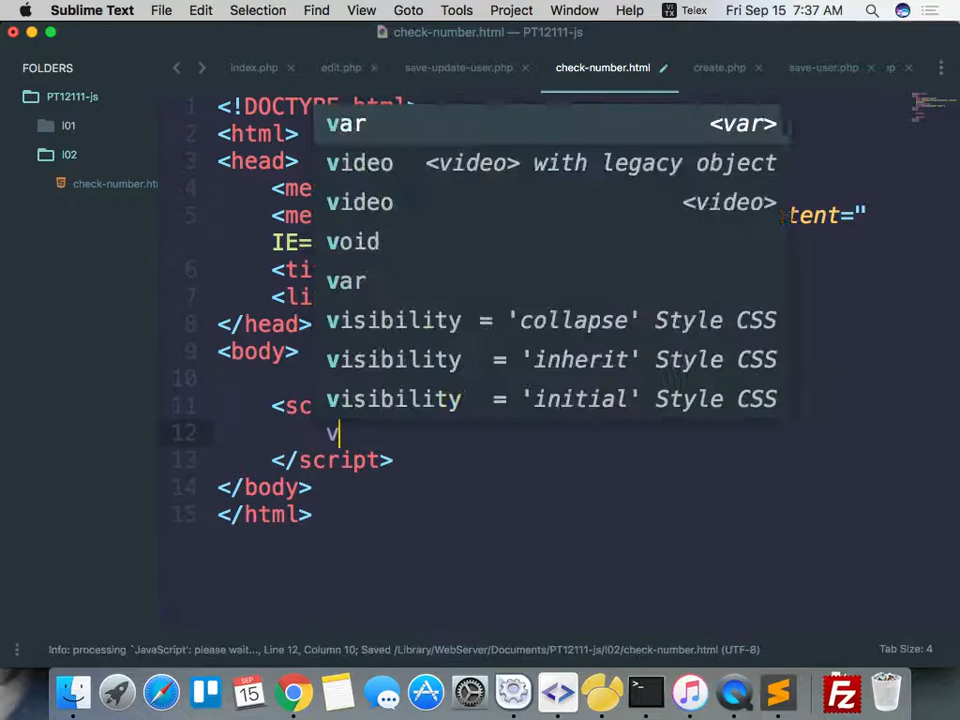 Sublime Text File Edit Selection Find View Goto Tools Project Window Help VI TX Telex Fri Sep 15 7:37 AM
check-number.html — PT12111-js
FOLDERS
PT12111-js
l01
l02
check-number.ht
index.php
edit.php
save-update-user.php
check-number.html
create.php
save-user.php
1 <!DOCTYPE html>
2 <html>
3 <head>
4 <me
5 <me tent="
IE=
6 <ti
7 <li
8 </head>
9 <body>
10
11 <sc
12 v
13 </script>
14 </body>
15 </html>
var <var>
video <video> with legacy object
video <video>
void
var
visibility = 'collapse' Style CSS
visibility = 'inherit' Style CSS
visibility = 'initial' Style CSS
Info: processing `JavaScript`: please wait..., Line 12, Column 10; Saved /Library/WebServer/Documents/PT12111-js/l02/check-number.html (UTF-8)
Tab Size: 4
SEP
15
Fz